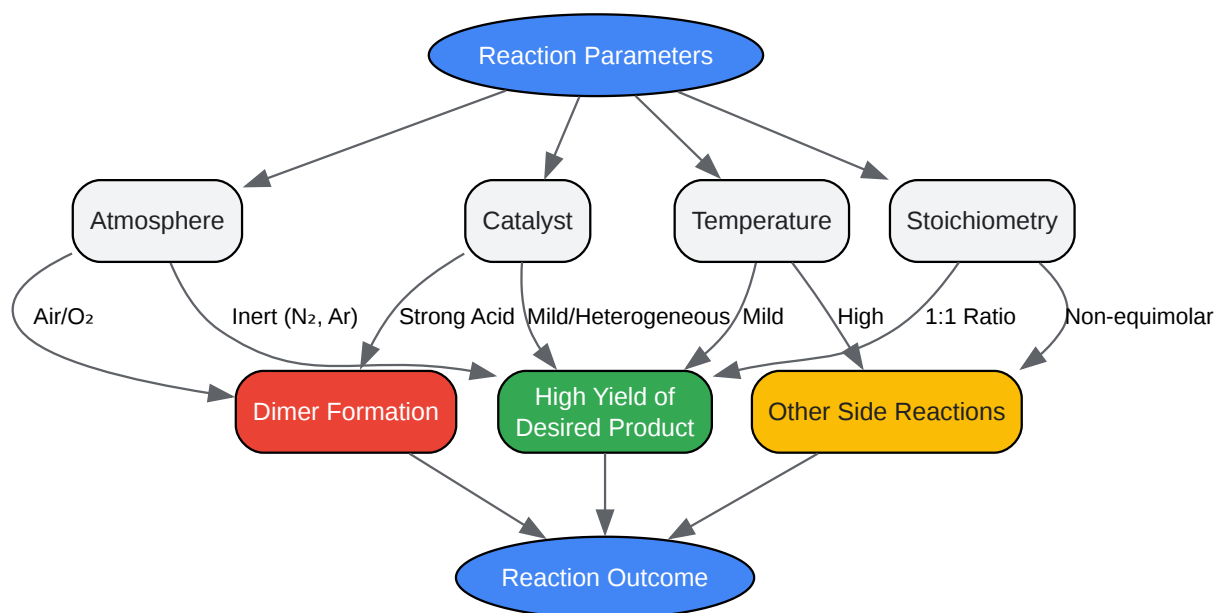 Reaction Parameters
Atmosphere
Catalyst
Temperature
Stoichiometry
Air/O₂
Inert (N₂, Ar)
Strong Acid
Mild/Heterogeneous
Mild
High
1:1 Ratio
Non-equimolar
Dimer Formation
High Yield of
Desired Product
Other Side Reactions
Reaction Outcome